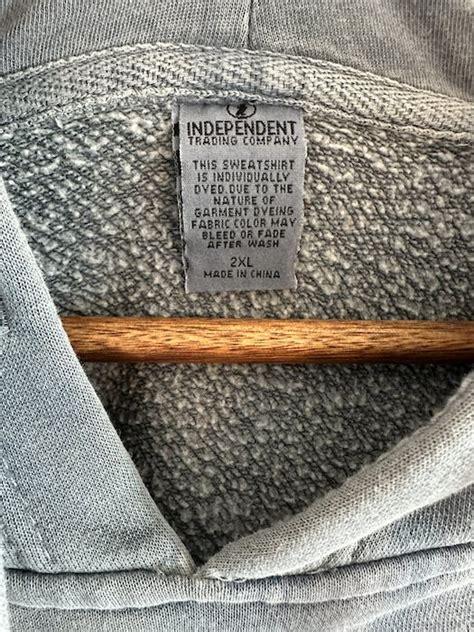 INDEPENDENT
TRADING COMPANY
THIS SWEATSHIRT
IS INDIVIDUALLY
DYED.DUE TO THE
NATURE OF
GARMENT DYEING
FABRIC COLOR MAY
BLEED OR FADE
AFTER WASH
2XL
MADE IN CHINA